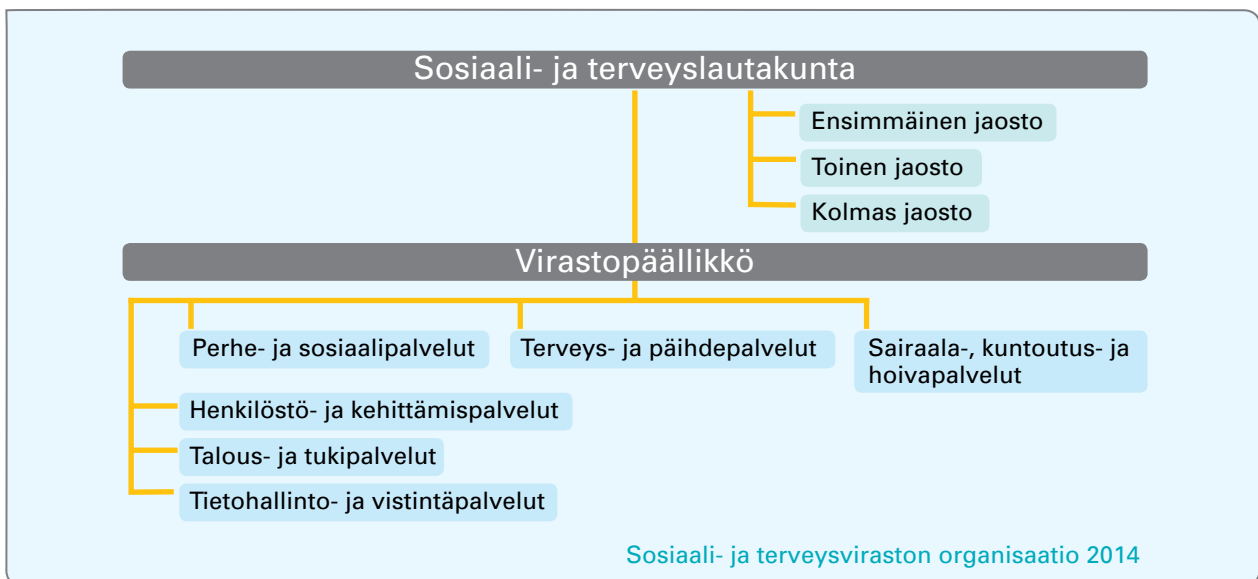 Sosiaali- ja terveyslautakunta
Ensimmäinen jaosto
Toinen jaosto
Kolmas jaosto
Virastopäällikkö
Perhe- ja sosiaalipalvelut
Terveys- ja päihdepalvelut
Sairaala-, kuntoutus- ja
hoivapalvelut
Henkilöstö- ja kehittämispalvelut
Talous- ja tukipalvelut
Tietohallinto- ja vistintäpalvelut
Sosiaali- ja terveysviraston organisaatio 2014